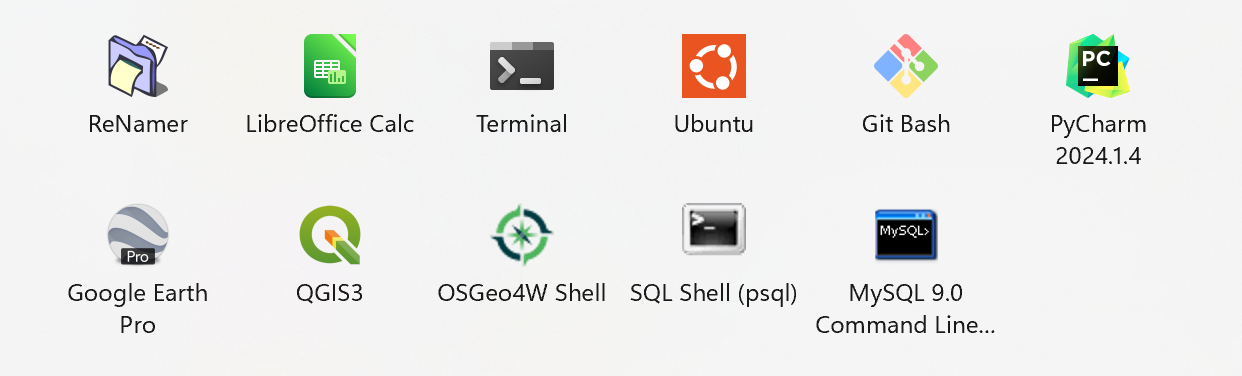 ReNamer
LibreOffice Calc
Terminal
Ubuntu
Git Bash
PC
PyCharm
2024.1.4
Pro
Google Earth
Pro
QGIS3
OSGeo4W Shell
>_
SQL Shell (psql)
MySQL>
MySQL 9.0
Command Line...